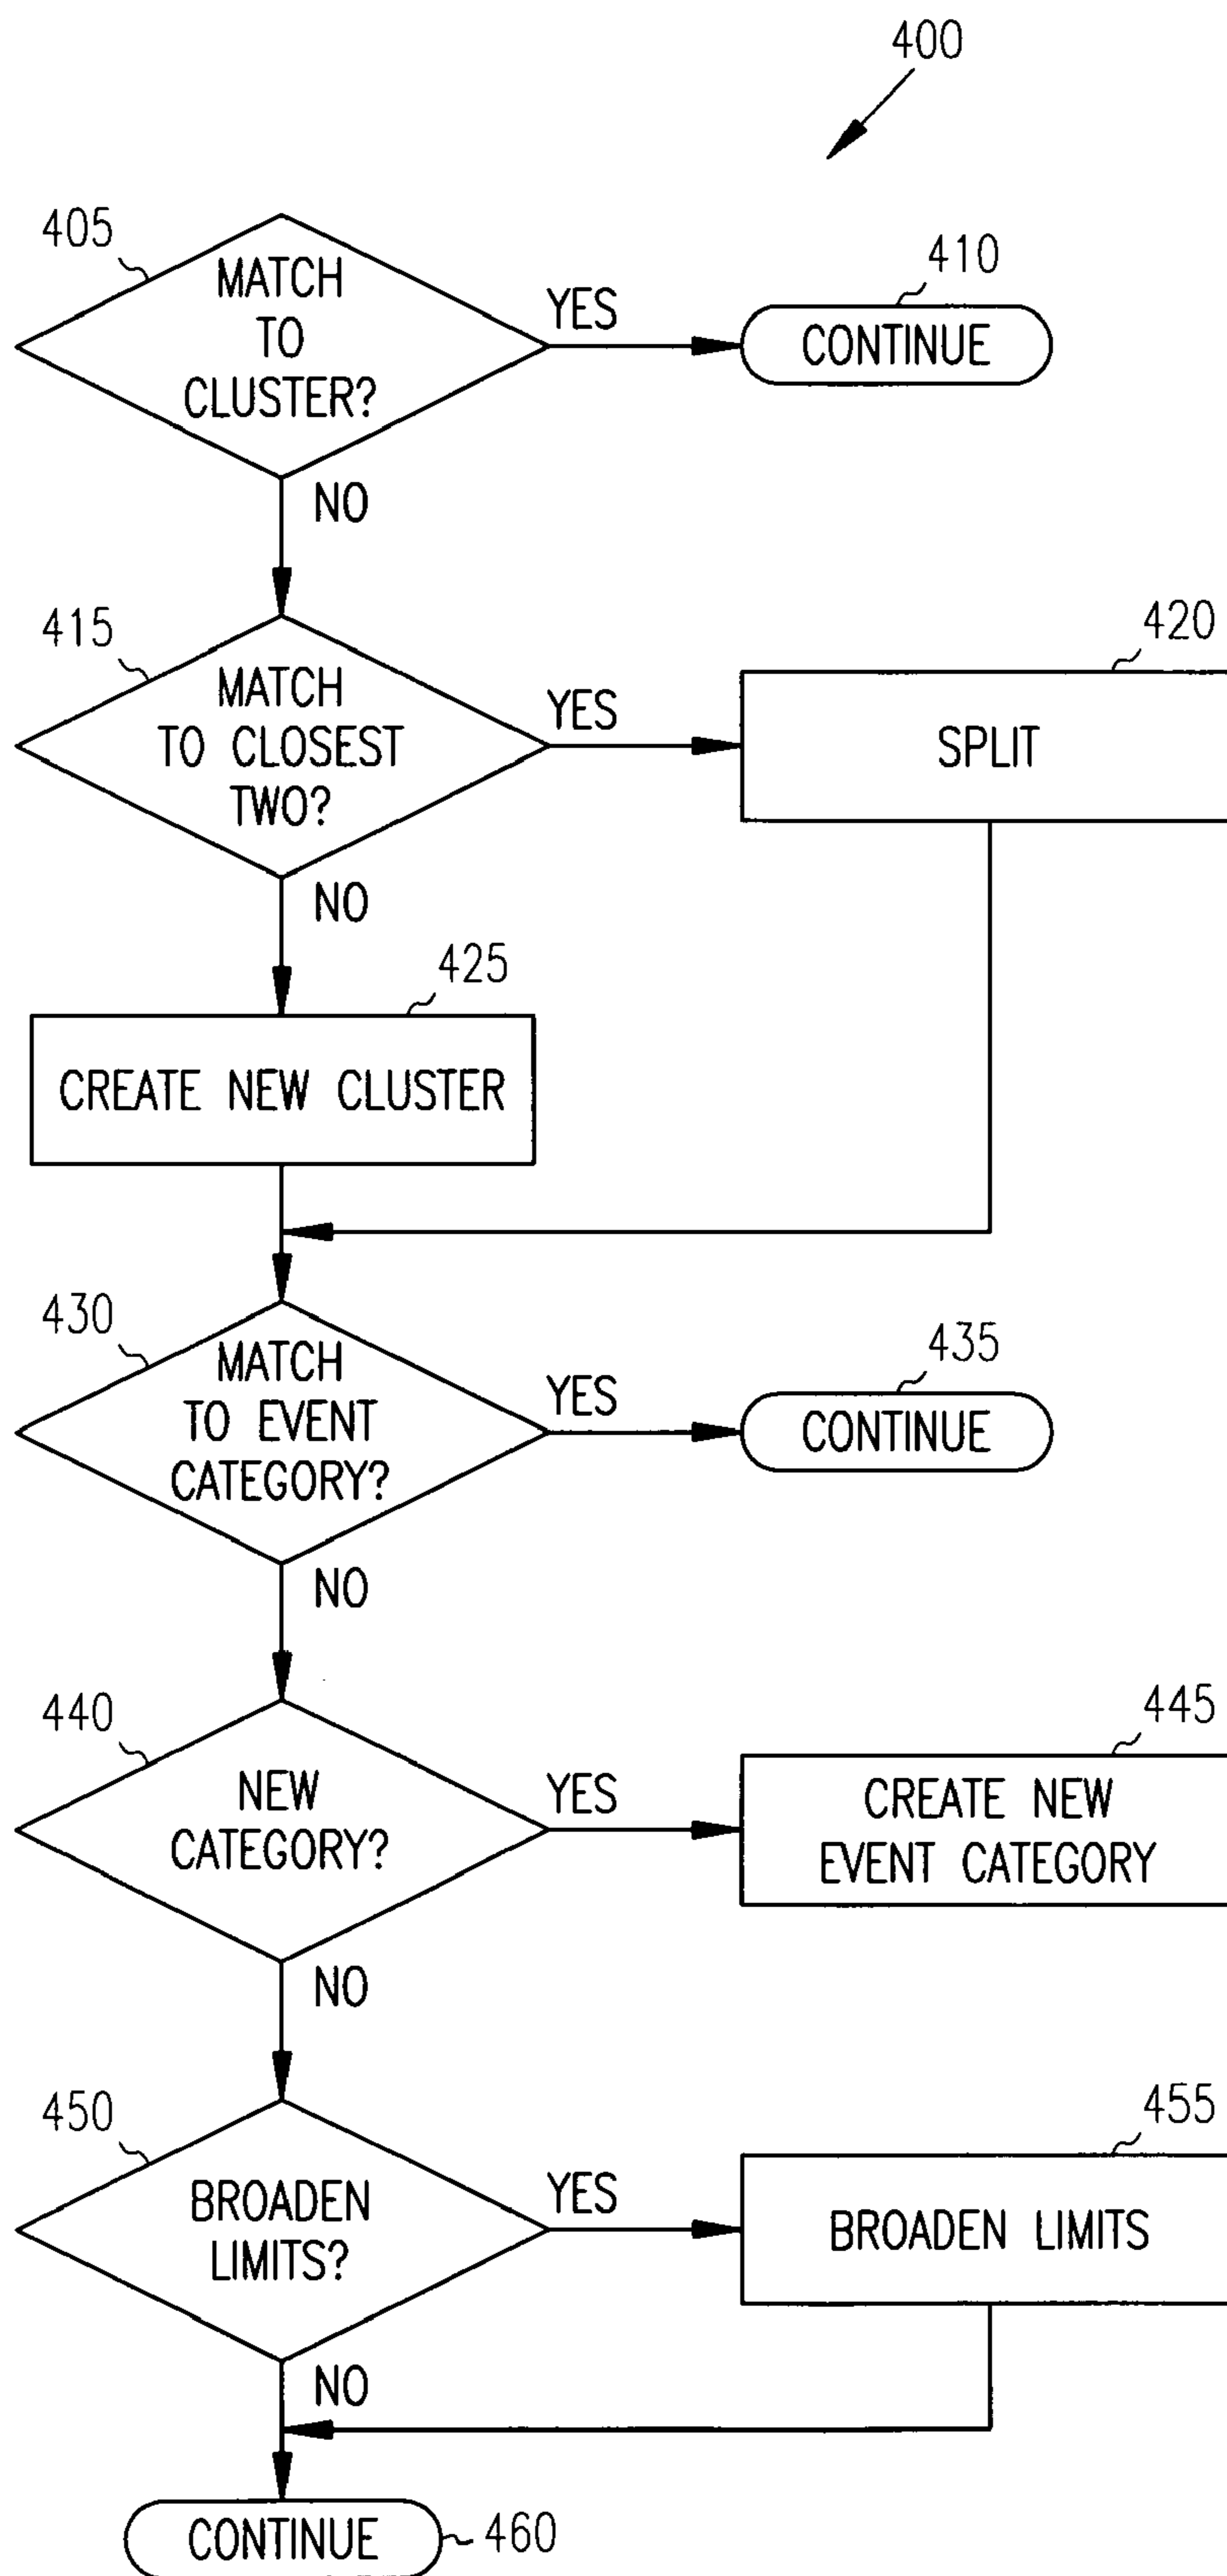 400
405
MATCH
TO
CLUSTER?
YES
410
CONTINUE
NO
415
MATCH
TO CLOSEST
TWO?
YES
420
SPLIT
NO
425
CREATE NEW CLUSTER
430
MATCH
TO EVENT
CATEGORY?
YES
435
CONTINUE
NO
440
NEW
CATEGORY?
YES
445
CREATE NEW
EVENT CATEGORY
NO
450
BROADEN
LIMITS?
YES
455
BROADEN LIMITS
NO
CONTINUE
460